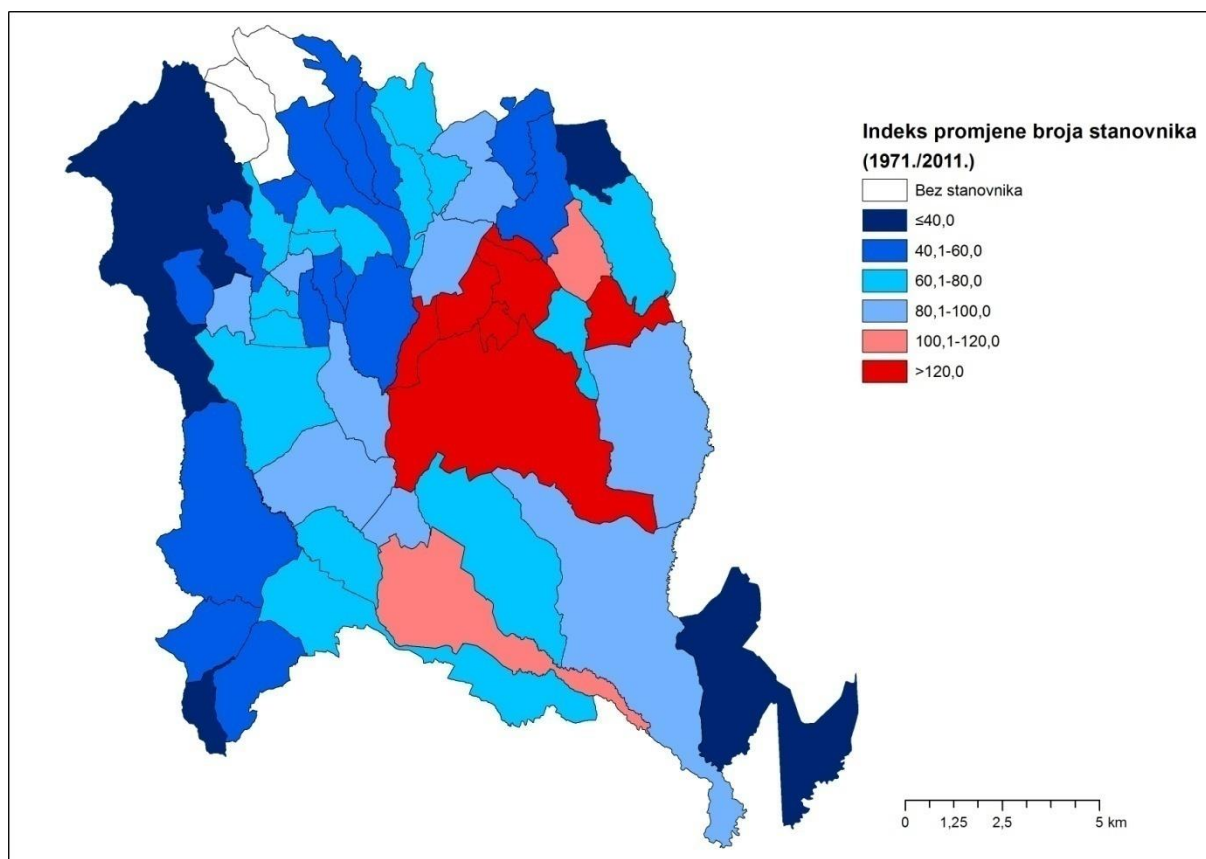 Indeks promjene broja stanovnika
(1971./2011.)
Bez stanovnika
≤40,0
40,1-60,0
60,1-80,0
80,1-100,0
100,1-120,0
>120,0
0 1,25 2,5 5 km